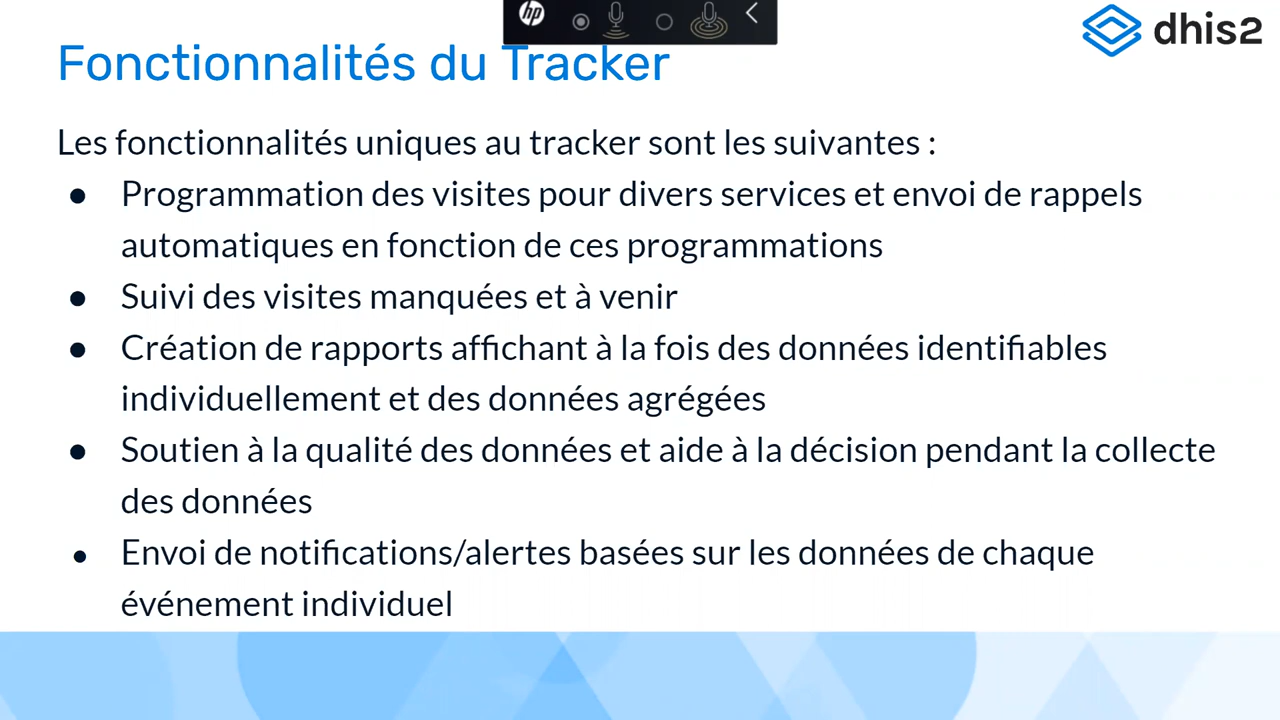 hp
dhis2
Fonctionnalités du Tracker
Les fonctionnalités uniques au tracker sont les suivantes :
● Programmation des visites pour divers services et envoi de rappels
automatiques en fonction de ces programmations
● Suivi des visites manquées et à venir
● Création de rapports affichant à la fois des données identifiables
individuellement et des données agrégées
● Soutien à la qualité des données et aide à la décision pendant la collecte
des données
● Envoi de notifications/alertes basées sur les données de chaque
événement individuel